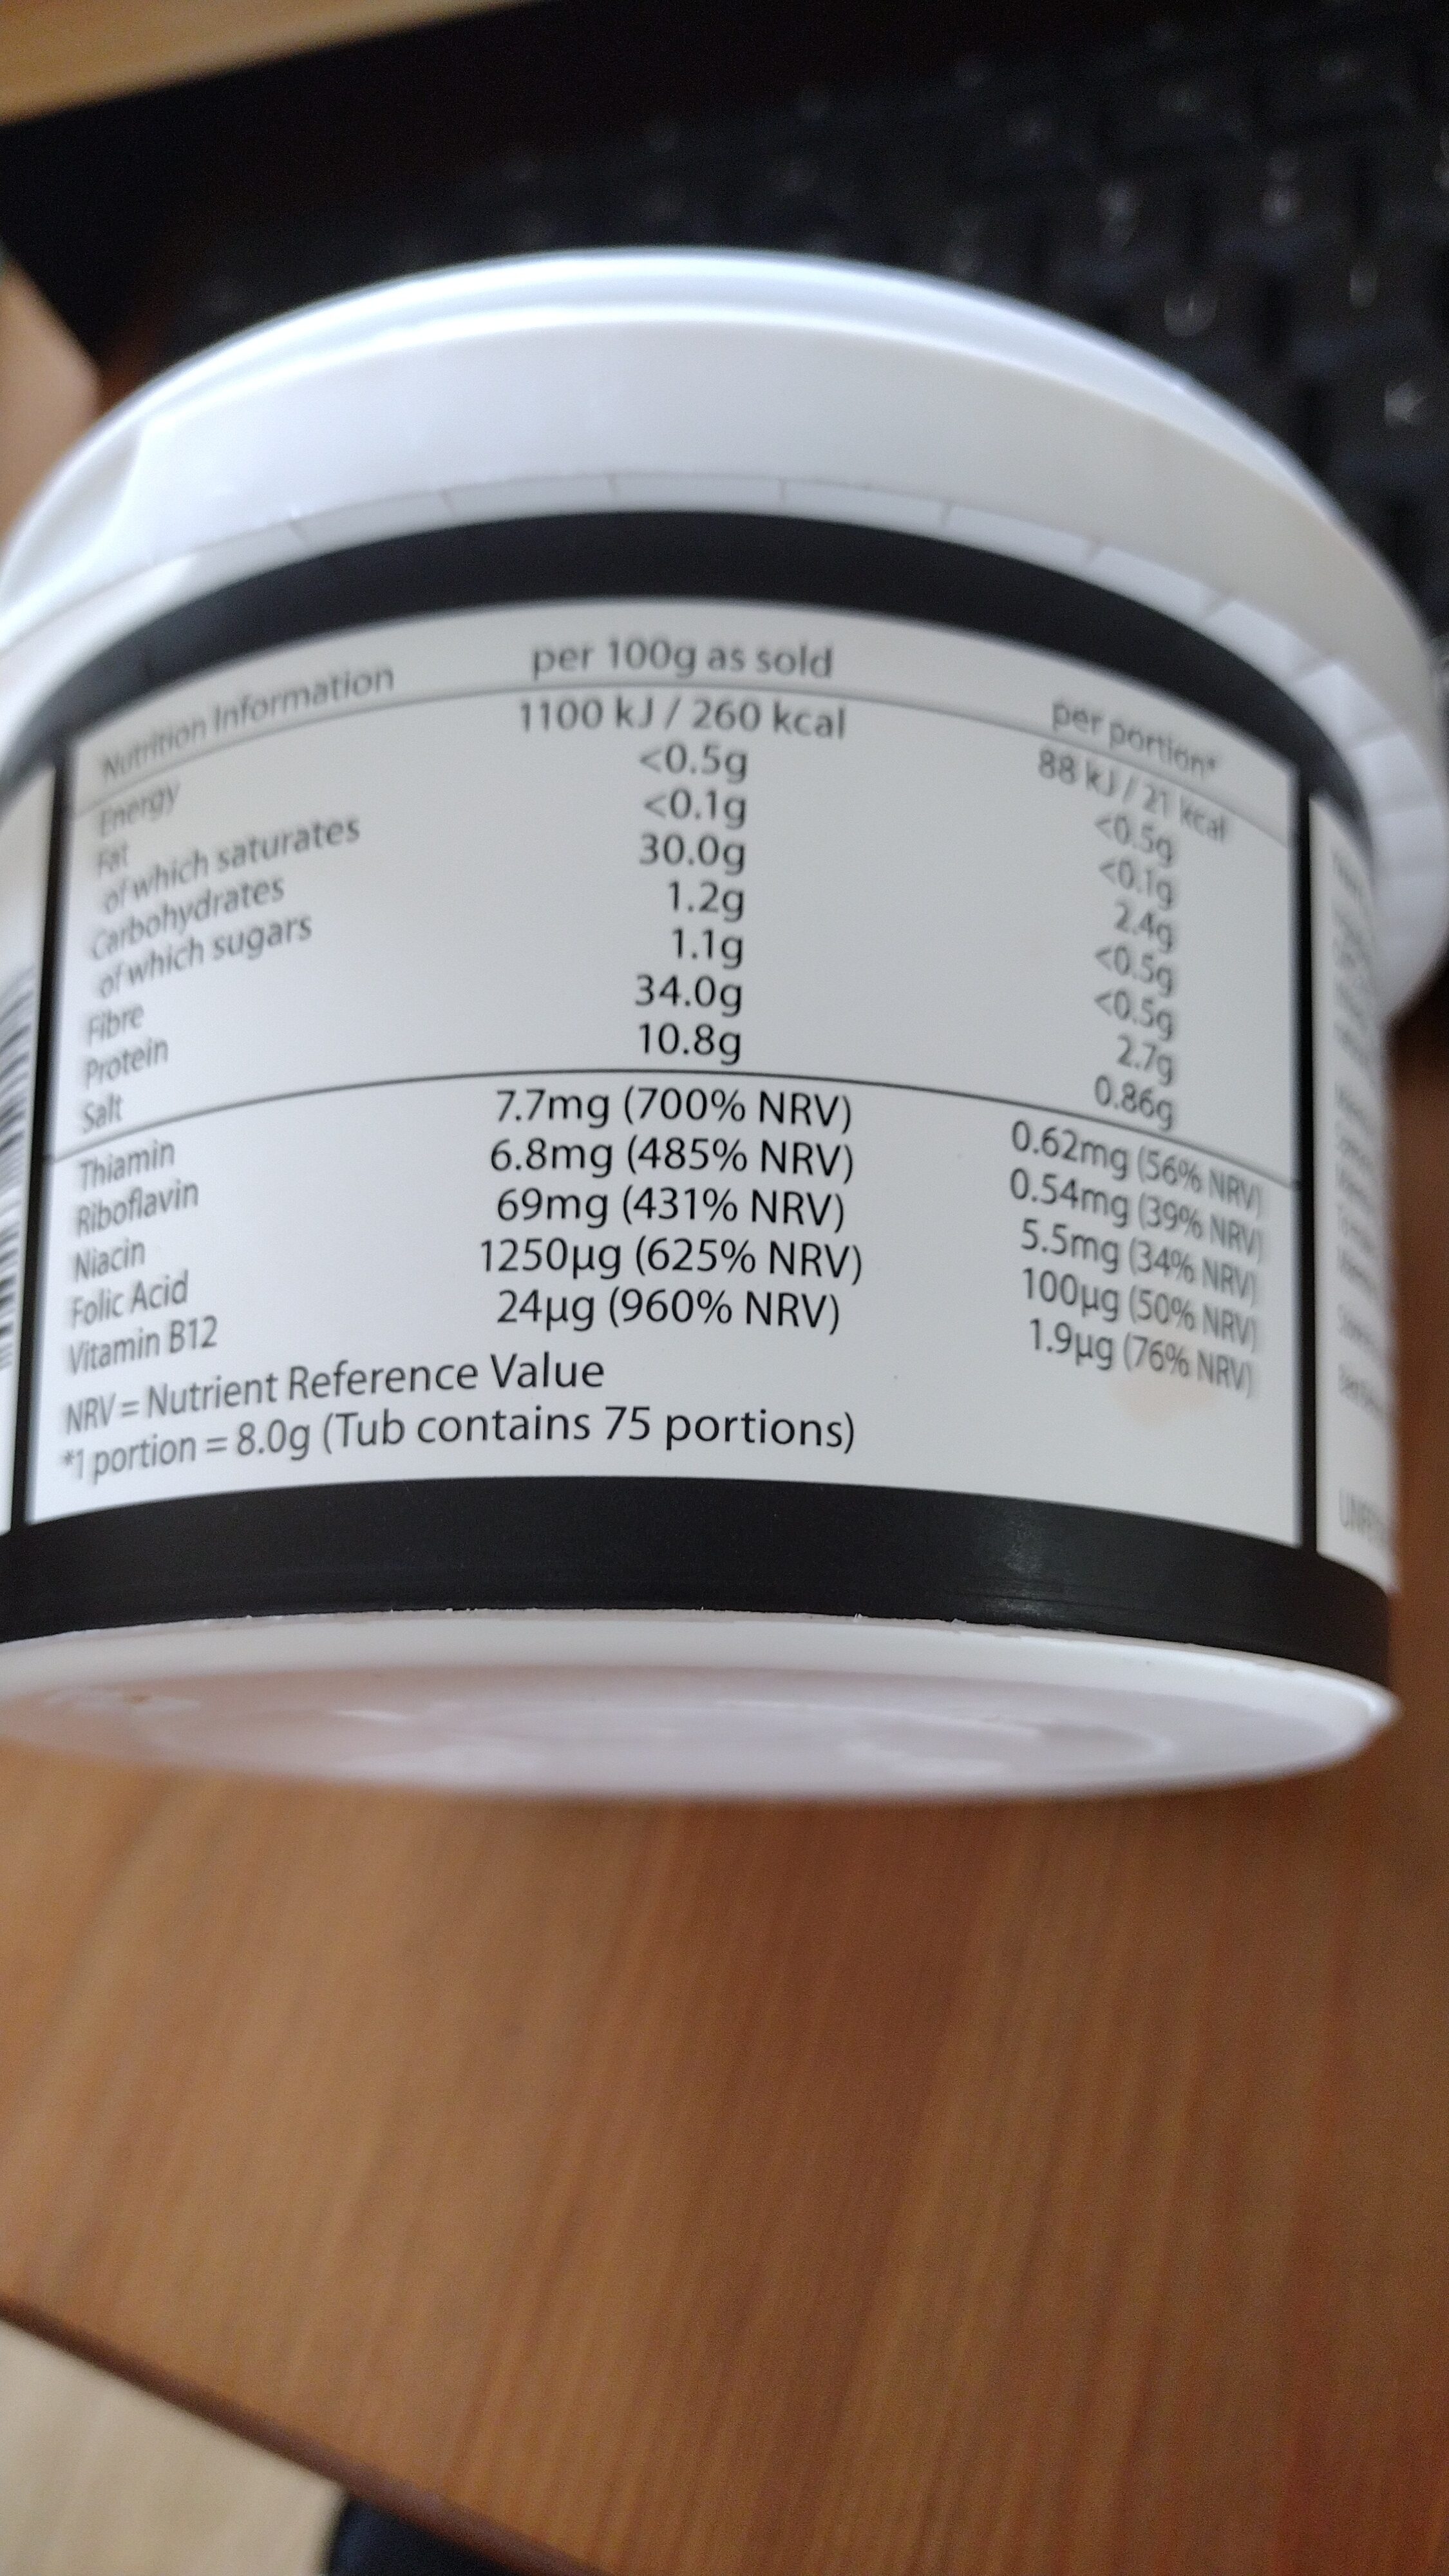 Nutrition Information per 100g as sold per portion*
Energy 1100 kJ / 260 kcal 88 kJ / 21 kcal
Fat <0.5g <0.5g
of which saturates <0.1g <0.1g
Carbohydrates 30.0g 2.4g
of which sugars 1.2g <0.5g
Fibre 1.1g <0.5g
Protein 34.0g 2.7g
Salt 10.8g 0.86g
Thiamin 7.7mg (700% NRV) 0.62mg (56% NRV)
Riboflavin 6.8mg (485% NRV) 0.54mg (39% NRV)
Niacin 69mg (431% NRV) 5.5mg (34% NRV)
Folic Acid 1250µg (625% NRV) 100µg (50% NRV)
Vitamin B12 24µg (960% NRV) 1.9µg (76% NRV)
NRV = Nutrient Reference Value
*1 portion = 8.0g (Tub contains 75 portions)